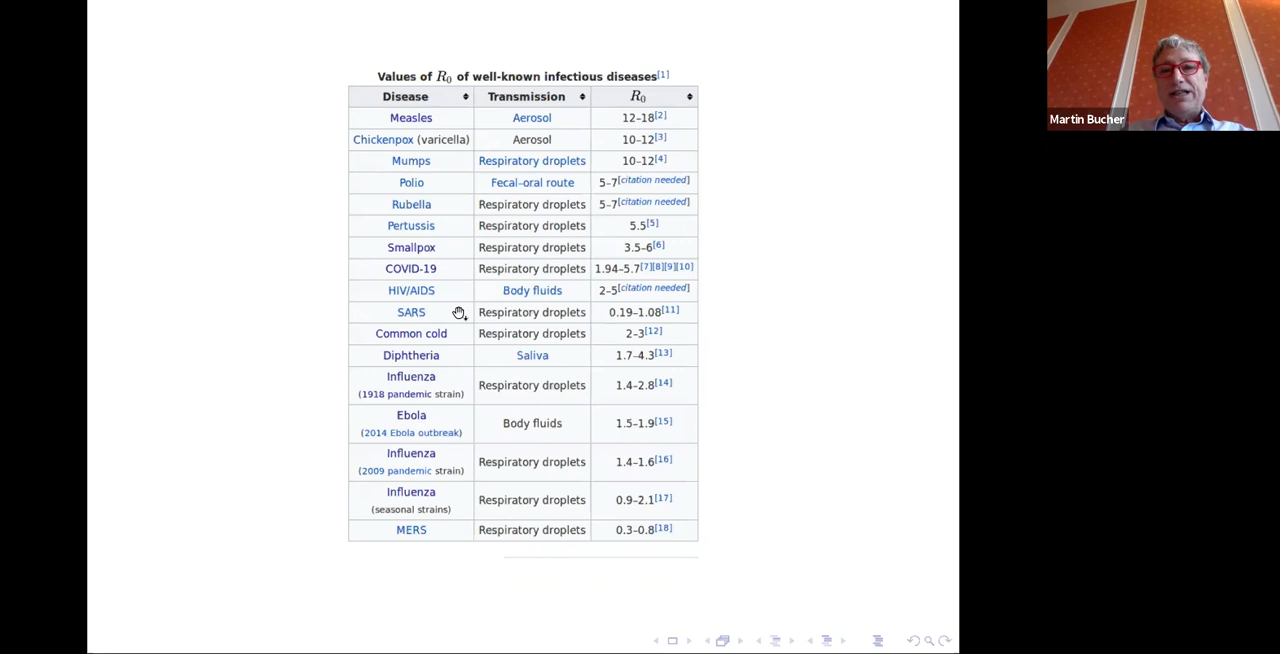 Values of R0 of well-known infectious diseases[1]
Disease Transmission R0
Measles Aerosol 12–18[2]
Chickenpox (varicella) Aerosol 10–12[3]
Mumps Respiratory droplets 10–12[4]
Polio Fecal–oral route 5–7[citation needed]
Rubella Respiratory droplets 5–7[citation needed]
Pertussis Respiratory droplets 5.5[5]
Smallpox Respiratory droplets 3.5–6[6]
COVID-19 Respiratory droplets 1.94–5.7[7][8][9][10]
HIV/AIDS Body fluids 2–5[citation needed]
SARS Respiratory droplets 0.19–1.08[11]
Common cold Respiratory droplets 2–3[12]
Diphtheria Saliva 1.7–4.3[13]
Influenza
(1918 pandemic strain) Respiratory droplets 1.4–2.8[14]
Ebola
(2014 Ebola outbreak) Body fluids 1.5–1.9[15]
Influenza
(2009 pandemic strain) Respiratory droplets 1.4–1.6[16]
Influenza
(seasonal strains) Respiratory droplets 0.9–2.1[17]
MERS Respiratory droplets 0.3–0.8[18]
Martin Bucher